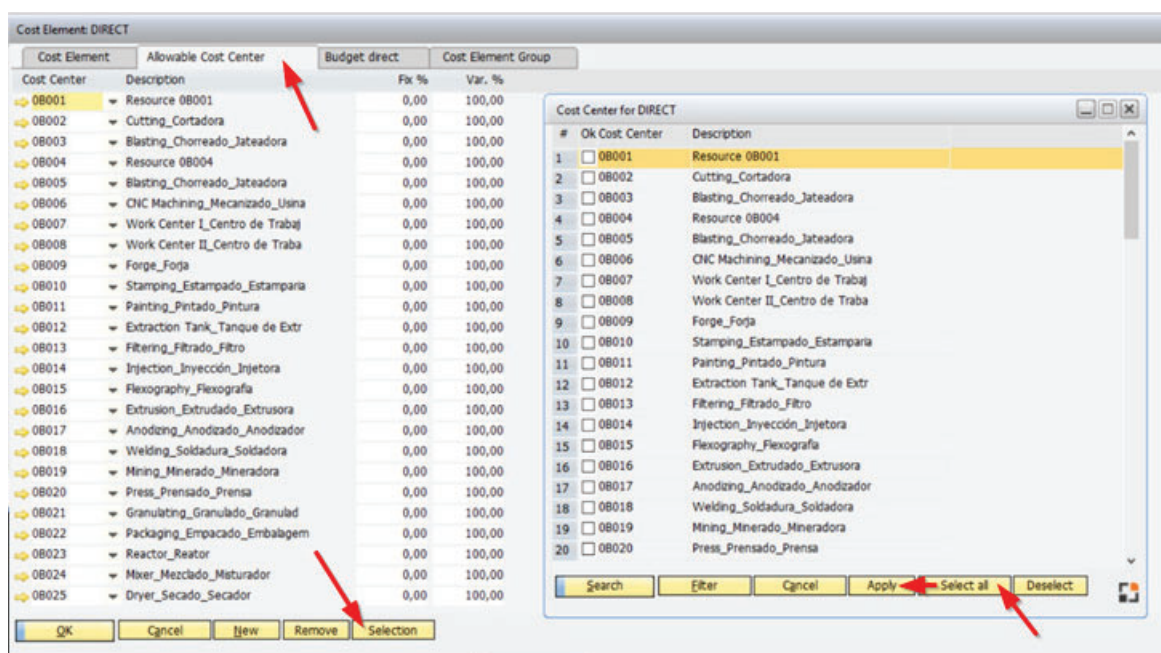 Cost Element: DIRECT
Cost Element Allowable Cost Center Budget direct Cost Element Group
Cost Center Description Fix % Var. %
0B001 Resource 0B001 0,00 100,00
0B002 Cutting_Cortadora 0,00 100,00
0B003 Blasting_Chorreado_Jateadora 0,00 100,00
0B004 Resource 0B004 0,00 100,00
0B005 Blasting_Chorreado_Jateadora 0,00 100,00
0B006 CNC Machining_Mecanizado_Usina 0,00 100,00
0B007 Work Center I_Centro de Trabaj 0,00 100,00
0B008 Work Center II_Centro de Traba 0,00 100,00
0B009 Forge_Forja 0,00 100,00
0B010 Stamping_Estampado_Estamparia 0,00 100,00
0B011 Painting_Pintado_Pintura 0,00 100,00
0B012 Extraction Tank_Tanque de Extr 0,00 100,00
0B013 Filtering_Filtrado_Filtro 0,00 100,00
0B014 Injection_Inyección_Injetora 0,00 100,00
0B015 Flexography_Flexografia 0,00 100,00
0B016 Extrusion_Extrudado_Extrusora 0,00 100,00
0B017 Anodizing_Anodizado_Anodizador 0,00 100,00
0B018 Welding_Soldadura_Soldadora 0,00 100,00
0B019 Mining_Minerado_Mineradora 0,00 100,00
0B020 Press_Prensado_Prensa 0,00 100,00
0B021 Granulating_Granulado_Granulad 0,00 100,00
0B022 Packaging_Empacado_Embalagem 0,00 100,00
0B023 Reactor_Reator 0,00 100,00
0B024 Mixer_Mezclado_Misturador 0,00 100,00
0B025 Dryer_Secado_Secador 0,00 100,00
OK Cancel New Remove Selection
Cost Center for DIRECT
# Ok Cost Center Description
1 0B001 Resource 0B001
2 0B002 Cutting_Cortadora
3 0B003 Blasting_Chorreado_Jateadora
4 0B004 Resource 0B004
5 0B005 Blasting_Chorreado_Jateadora
6 0B006 CNC Machining_Mecanizado_Usina
7 0B007 Work Center I_Centro de Trabaj
8 0B008 Work Center II_Centro de Traba
9 0B009 Forge_Forja
10 0B010 Stamping_Estampado_Estamparia
11 0B011 Painting_Pintado_Pintura
12 0B012 Extraction Tank_Tanque de Extr
13 0B013 Filtering_Filtrado_Filtro
14 0B014 Injection_Inyección_Injetora
15 0B015 Flexography_Flexografia
16 0B016 Extrusion_Extrudado_Extrusora
17 0B017 Anodizing_Anodizado_Anodizador
18 0B018 Welding_Soldadura_Soldadora
19 0B019 Mining_Minerado_Mineradora
20 0B020 Press_Prensado_Prensa
Search Filter Cancel Apply Select all Deselect